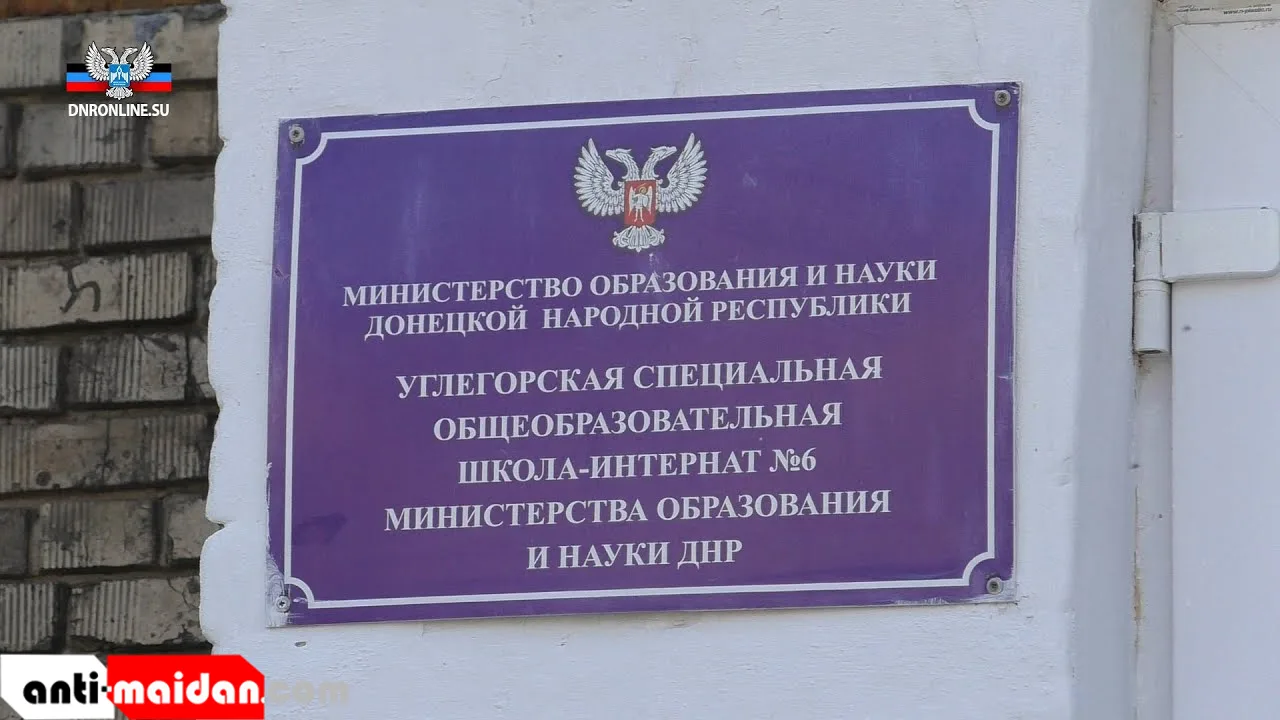 DNRONLINE.SU
МИНИСТЕРСТВО ОБРАЗОВАНИЯ И НАУКИ
ДОНЕЦКОЙ НАРОДНОЙ РЕСПУБЛИКИ
УГЛЕГОРСКАЯ СПЕЦИАЛЬНАЯ
ОБЩЕОБРАЗОВАТЕЛЬНАЯ
ШКОЛА-ИНТЕРНАТ №6
МИНИСТЕРСТВА ОБРАЗОВАНИЯ
И НАУКИ ДНР
anti-maidan.com